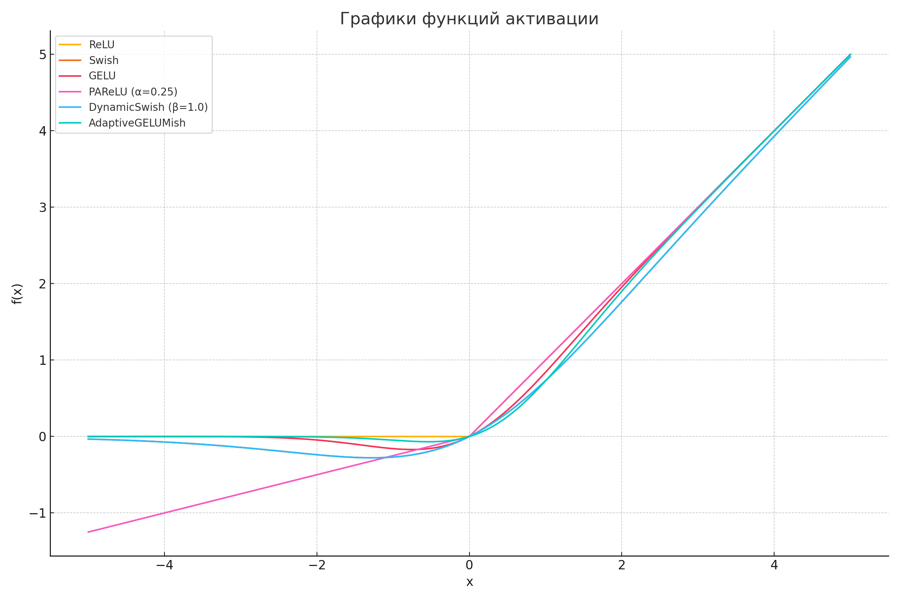 Графики функций активации
ReLU
Swish
GELU
PAReLU (α=0.25)
DynamicSwish (β=1.0)
AdaptiveGELUMish
5
4
3
2
1
0
−1
f(x)
−4
−2
0
2
4
x